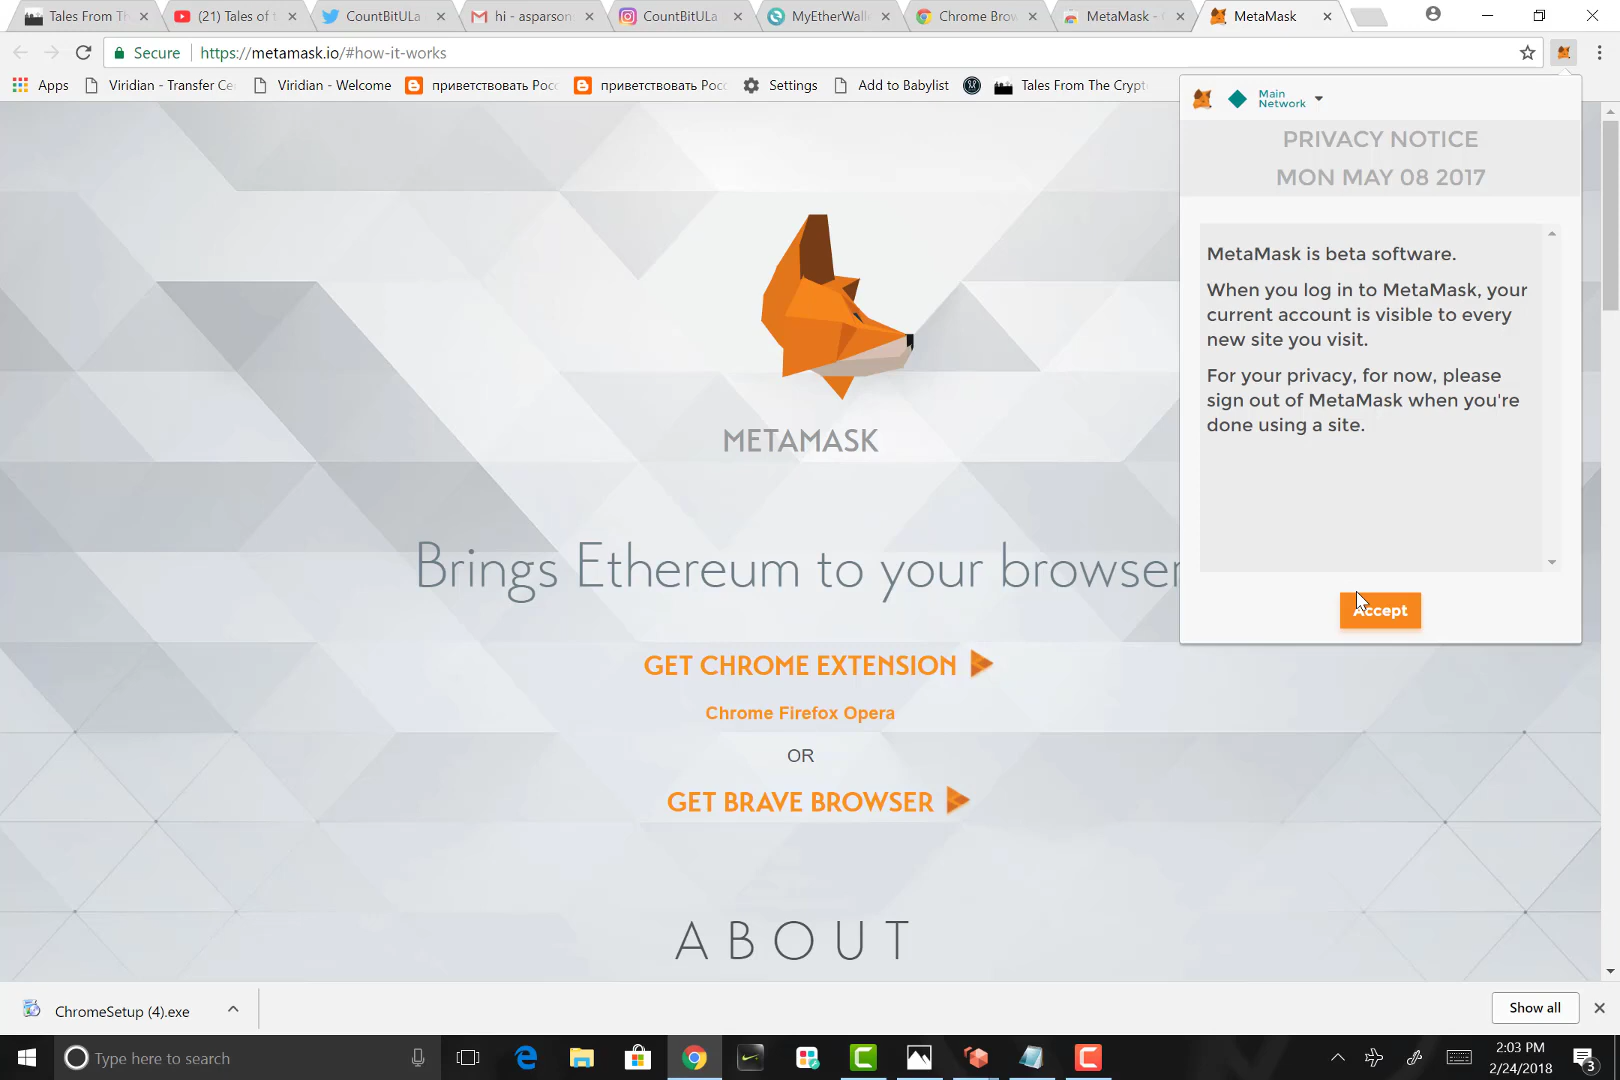 Tales From Th
(21) Tales of t
CountBitULa
hi - asparson
CountBitULa
MyEtherWall
Chrome Brow
MetaMask -
MetaMask
Secure
https://metamask.io/#how-it-works
Apps
Viridian - Transfer Ce
Viridian - Welcome
приветствовать Росс
приветствовать Росс
Settings
Add to Babylist
Tales From The Crypt
Main
Network
PRIVACY NOTICE
MON MAY 08 2017
MetaMask is beta software.
When you log in to MetaMask, your
current account is visible to every
new site you visit.
For your privacy, for now, please
sign out of MetaMask when you're
done using a site.
Accept
METAMASK
Brings Ethereum to your browser
GET CHROME EXTENSION
Chrome Firefox Opera
OR
GET BRAVE BROWSER
ABOUT
ChromeSetup (4).exe
Show all
Type here to search
2:03 PM
2/24/2018
3